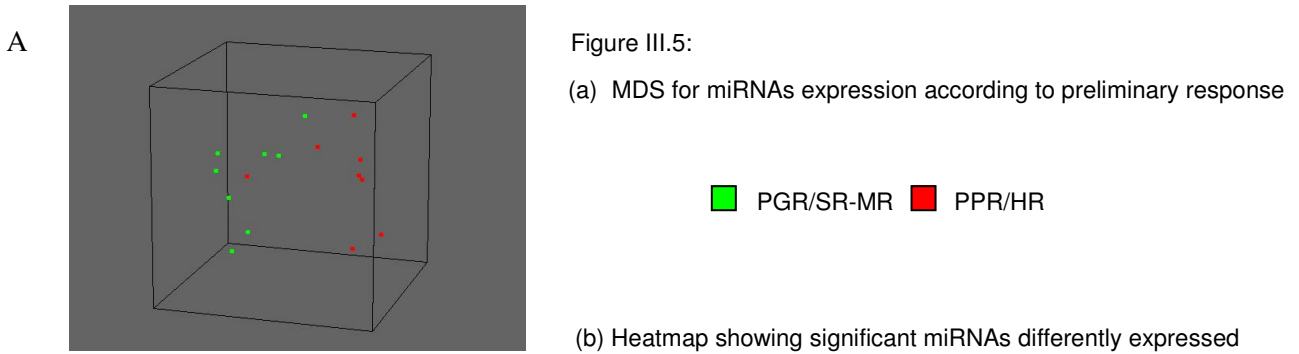 A
Figure III.5:
(a) MDS for miRNAs expression according to preliminary response
PGR/SR-MR PPR/HR
(b) Heatmap showing significant miRNAs differently expressed